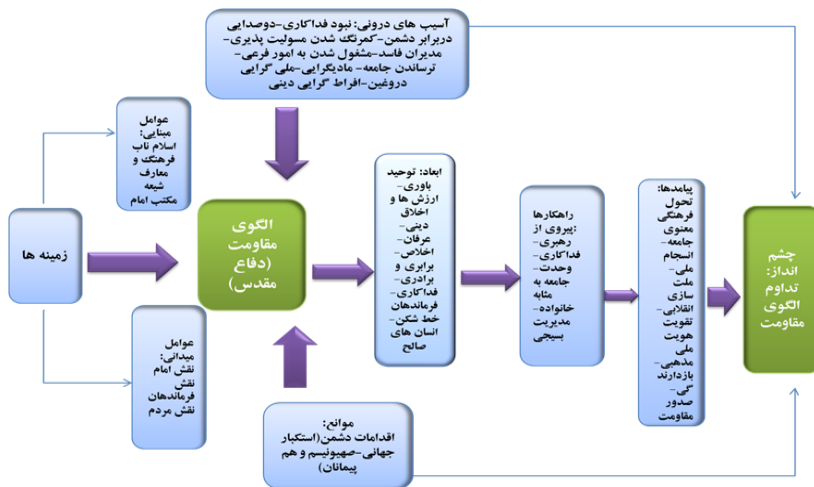 آسیب های درونی: نبود فداکاری-دوصدایی
دربرابر دشمن-کمرنگ شدن مسولیت پذیری-
مدیران فاسد-مشغول شدن به امور فرعی-
ترساندن جامعه- مادیگرایی-ملی گرایی
دروغین-افراط گرایی دینی
عوامل
مبنایی:
اسلام ناب
فرهنگ و
معارف
شیعه
مکتب امام
زمینه ها
عوامل
میدانی:
نقش امام
نقش
فرماندهان
نقش مردم
الگوی
مقاومت
(دفاع
مقدس)
موانع:
اقدامات دشمن(استکبار
جهانی-صهیونیسم و هم
پیمانان)
ابعاد: توحید
باوری-
ارزش ها و
اخلاق
دینی-
عرفان-
اخلاص-
برابری و
برادری-
فداکاری-
فرماندهان
خط شکن-
انسان های
صالح
راهکارها
:پیروی از
رهبری-
فداکاری-
وحدت-
جامعه به
مثابه
خانواده-
مدیریت
بسیجی
پیامدها:
تحول
فرهنگی
معنوی
جامعه-
انسجام
ملی-
ملت
سازی
انقلابی-
تقویت
هویت
ملی
مذهبی-
بازدارند
گی-
صدور
مقاومت
چشم
انداز:
تداوم
الگوی
مقاومت